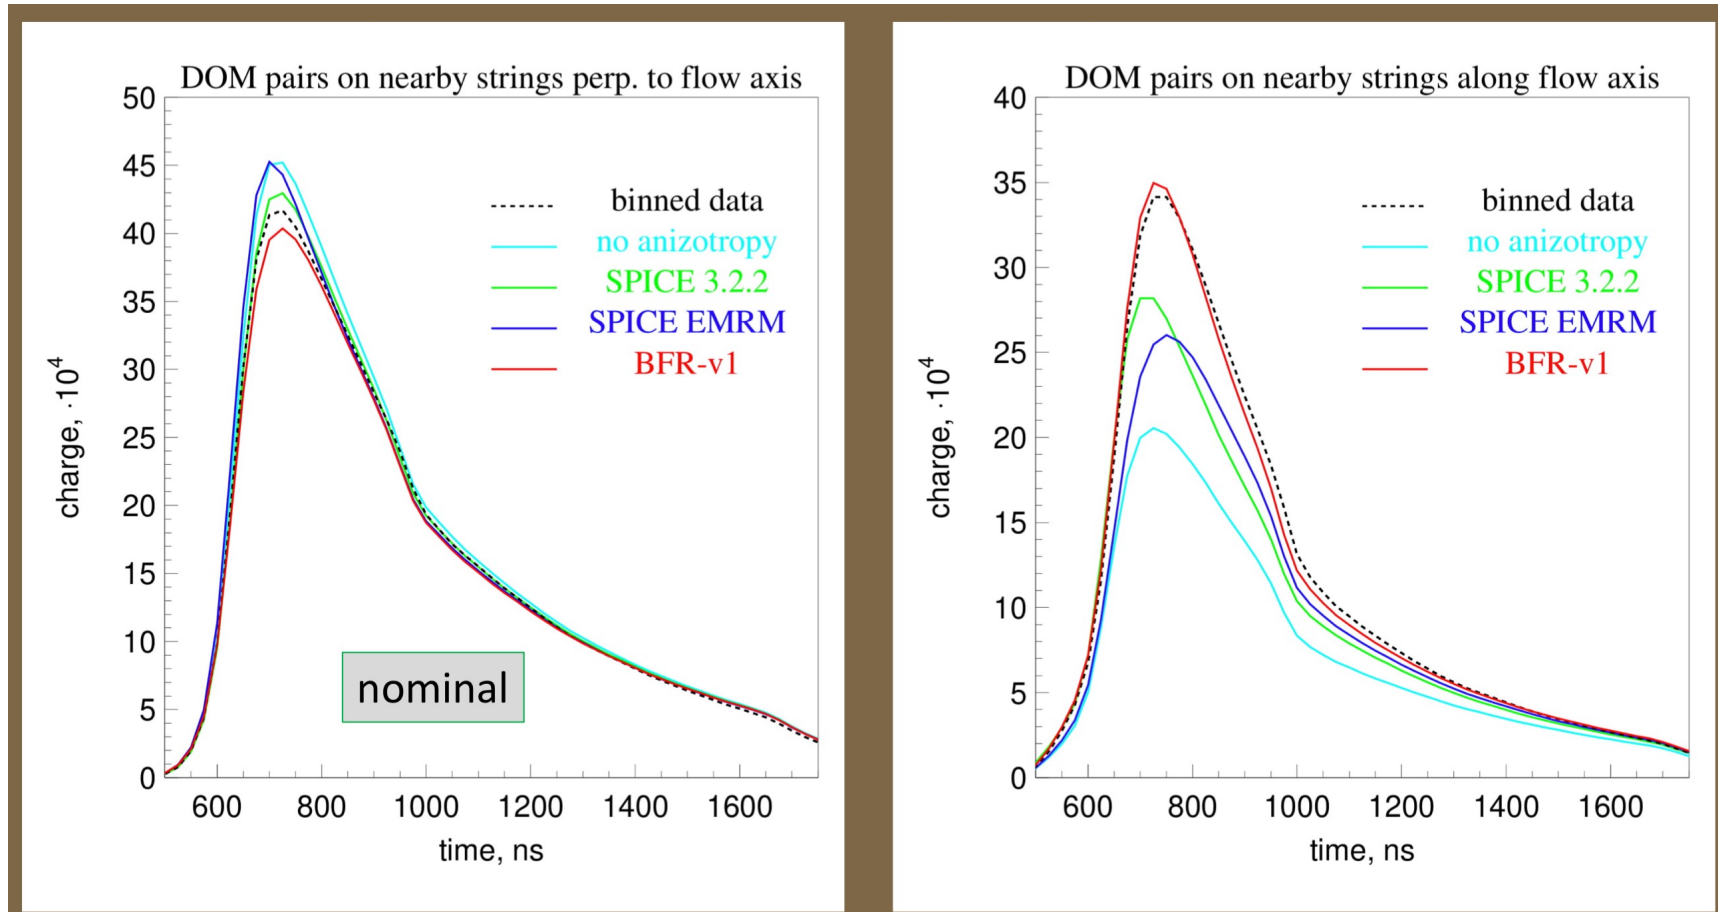 DOM pairs on nearby strings perp. to flow axis
50
45
40
35
30
25
20
15
10
5
0
charge, ·10⁴
binned data
no anizotropy
SPICE 3.2.2
SPICE EMRM
BFR-v1
nominal
600 800 1000 1200 1400 1600
time, ns
DOM pairs on nearby strings along flow axis
40
35
30
25
20
15
10
5
0
charge, ·10⁴
binned data
no anizotropy
SPICE 3.2.2
SPICE EMRM
BFR-v1
600 800 1000 1200 1400 1600
time, ns